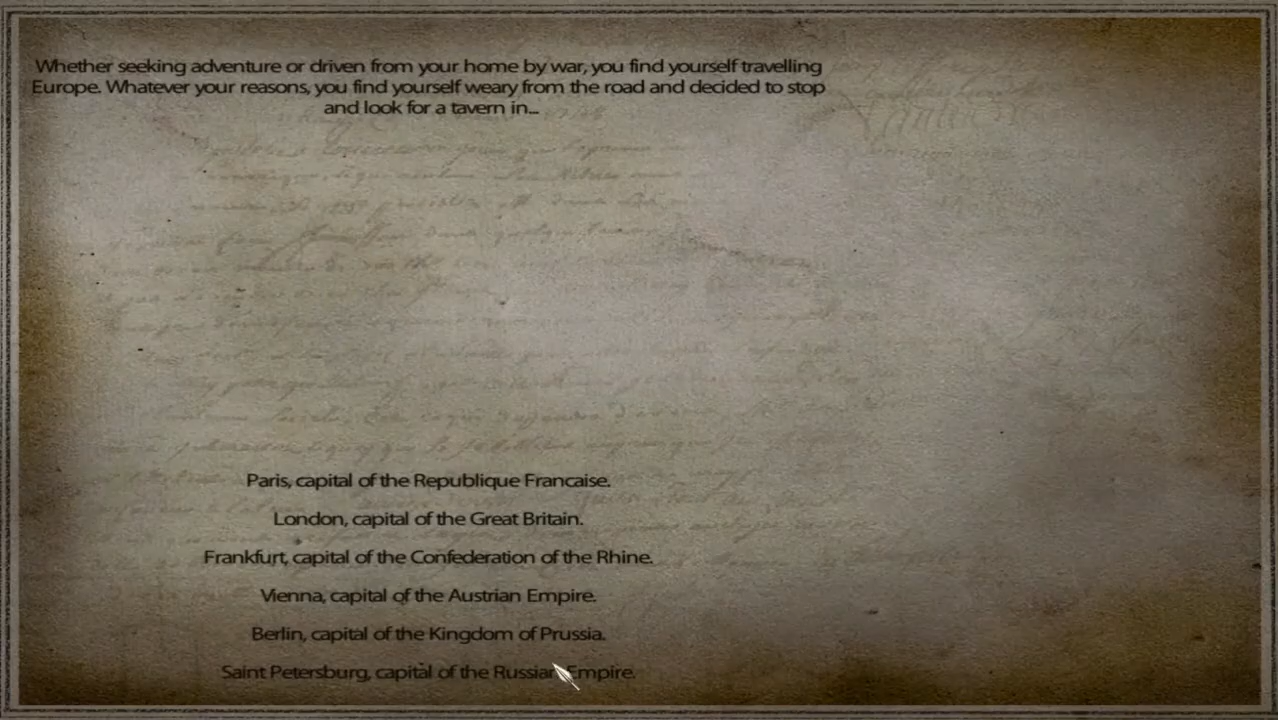 Whether seeking adventure or driven from your home by war, you find yourself travelling
Europe. Whatever your reasons, you find yourself weary from the road and decided to stop
and look for a tavern in...
Paris, capital of the Republique Francaise.
London, capital of the Great Britain.
Frankfurt, capital of the Confederation of the Rhine.
Vienna, capital of the Austrian Empire.
Berlin, capital of the Kingdom of Prussia.
Saint Petersburg, capital of the Russian Empire.